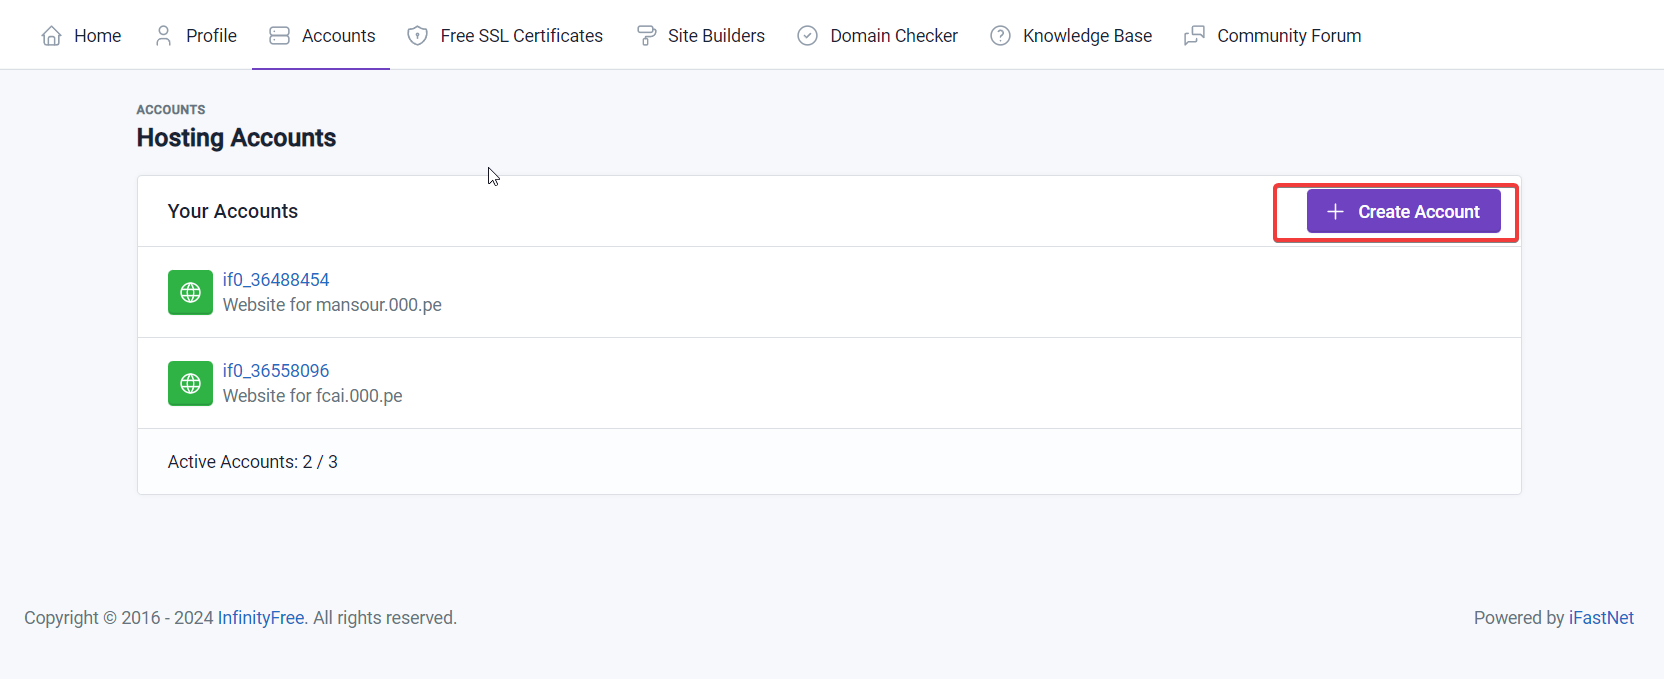 Home Profile Accounts Free SSL Certificates Site Builders Domain Checker Knowledge Base Community Forum
ACCOUNTS
Hosting Accounts
Your Accounts
Create Account
if0_36488454
Website for mansour.000.pe
if0_36558096
Website for fcai.000.pe
Active Accounts: 2 / 3
Copyright © 2016 - 2024 InfinityFree. All rights reserved.
Powered by iFastNet